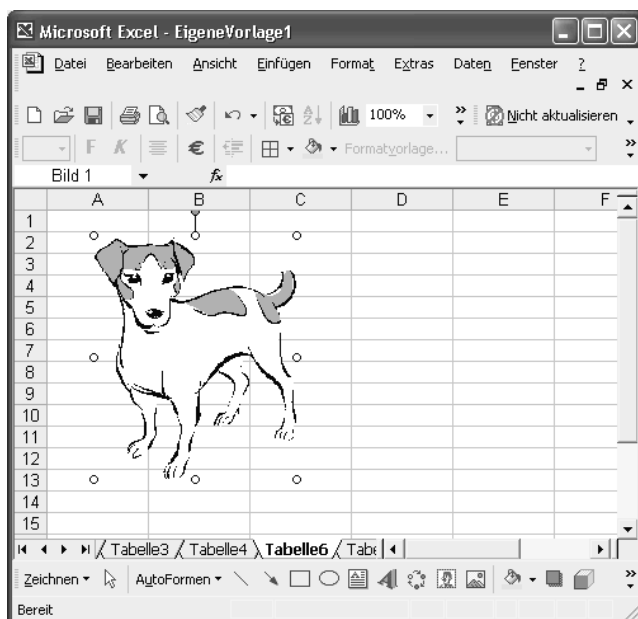 Microsoft Excel - EigeneVorlage1
Datei Bearbeiten Ansicht Einfügen Format Extras Daten Fenster ?
100% Nicht aktualisieren
F K € Formatvorlage...
Bild 1 fx
A B C D E F
1
2
3
4
5
6
7
8
9
10
11
12
13
14
15
Tabelle3 Tabelle4 Tabelle6 Tabe
Zeichnen AutoFormen
Bereit